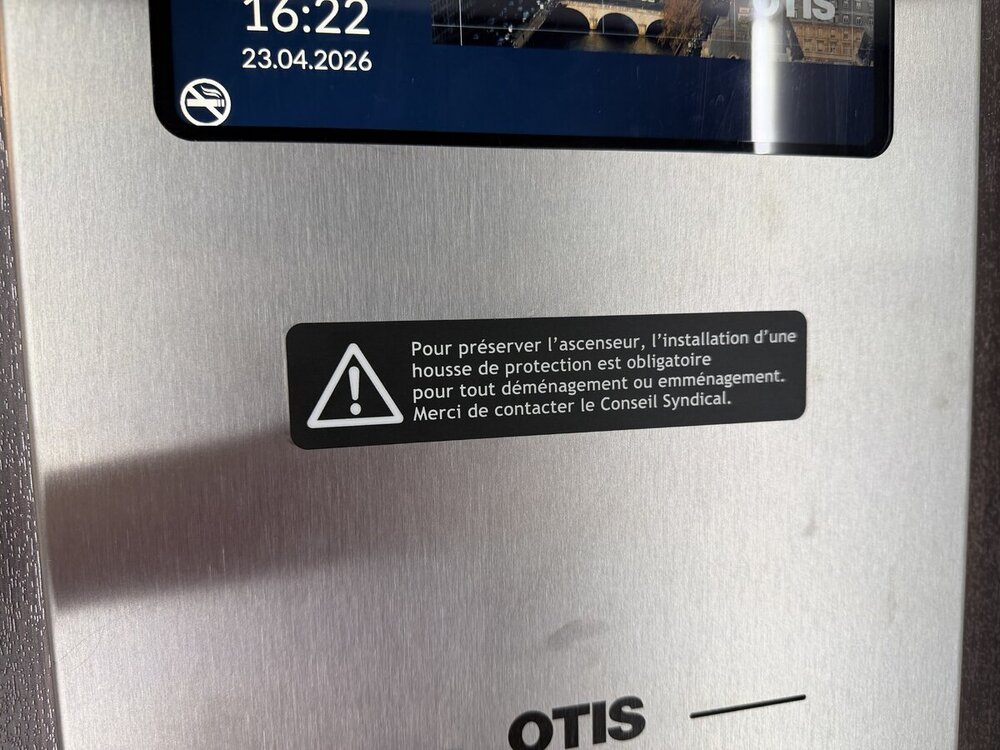 16:22
23.04.2026
OTIS
Pour préserver l'ascenseur, l'installation d'une
housse de protection est obligatoire
pour tout déménagement ou emménagement.
Merci de contacter le Conseil Syndical.
OTIS